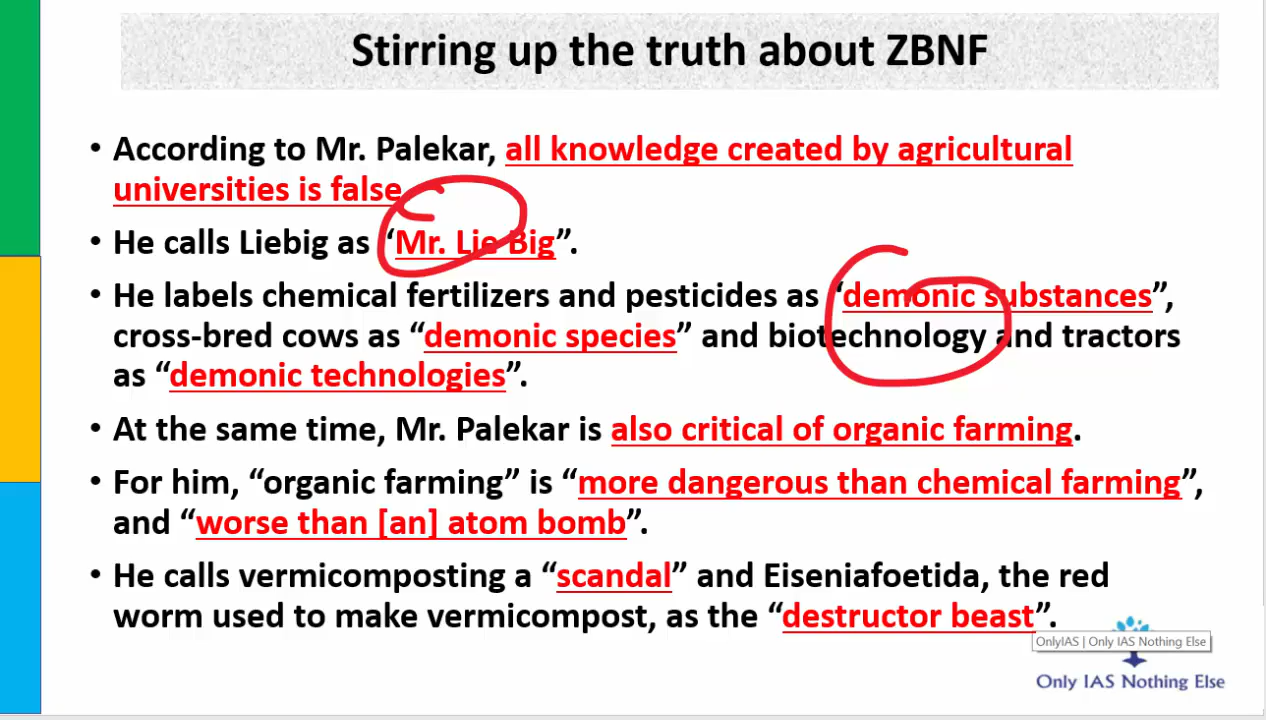 Stirring up the truth about ZBNF
• According to Mr. Palekar, all knowledge created by agricultural
universities is false
• He calls Liebig as “Mr. Lie Big”.
• He labels chemical fertilizers and pesticides as “demonic substances”,
cross-bred cows as “demonic species” and biotechnology and tractors
as “demonic technologies”.
• At the same time, Mr. Palekar is also critical of organic farming.
• For him, “organic farming” is “more dangerous than chemical farming”,
and “worse than [an] atom bomb”.
• He calls vermicomposting a “scandal” and Eiseniafoetida, the red
worm used to make vermicompost, as the “destructor beast”.
OnlyIAS | Only IAS Nothing Else
Only IAS Nothing Else